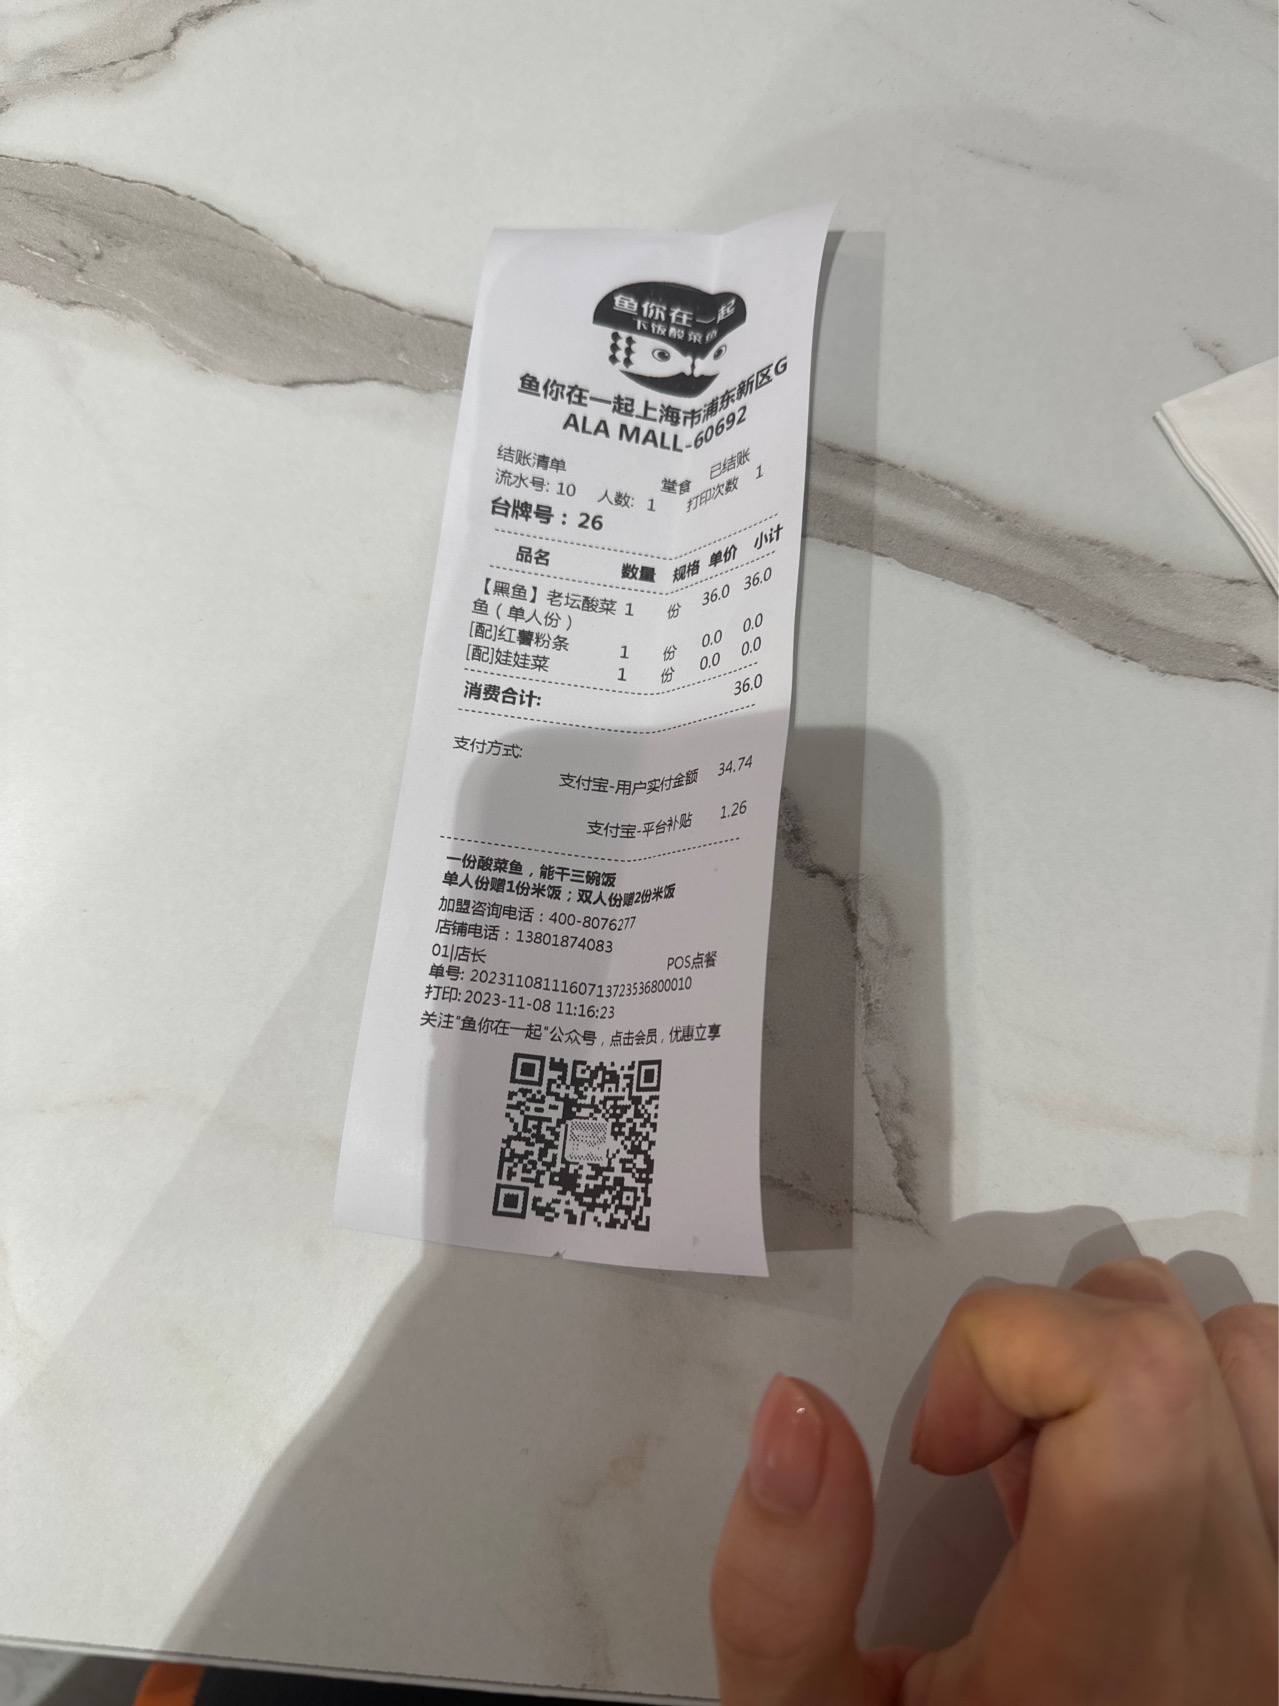 鱼你在一起
下饭酸菜鱼
鱼你在一起上海市浦东新区G
ALA MALL-60692
结账清单 堂食 已结账
流水号: 10 人数: 1 打印次数 1
台牌号：26
品名 数量 规格 单价 小计
【黑鱼】老坛酸菜 1 份 36.0 36.0
鱼（单人份）
[配]红薯粉条 1 份 0.0 0.0
[配]娃娃菜 1 份 0.0 0.0
消费合计: 36.0
支付方式:
支付宝-用户实付金额 34.74
支付宝-平台补贴 1.26
一份酸菜鱼，能干三碗饭
单人份赠1份米饭；双人份赠2份米饭
加盟咨询电话：400-8076277
店铺电话：13801874083
01|店长 POS点餐
单号: 2023110811160713723536800010
打印: 2023-11-08 11:16:23
关注"鱼你在一起"公众号，点击会员，优惠立享